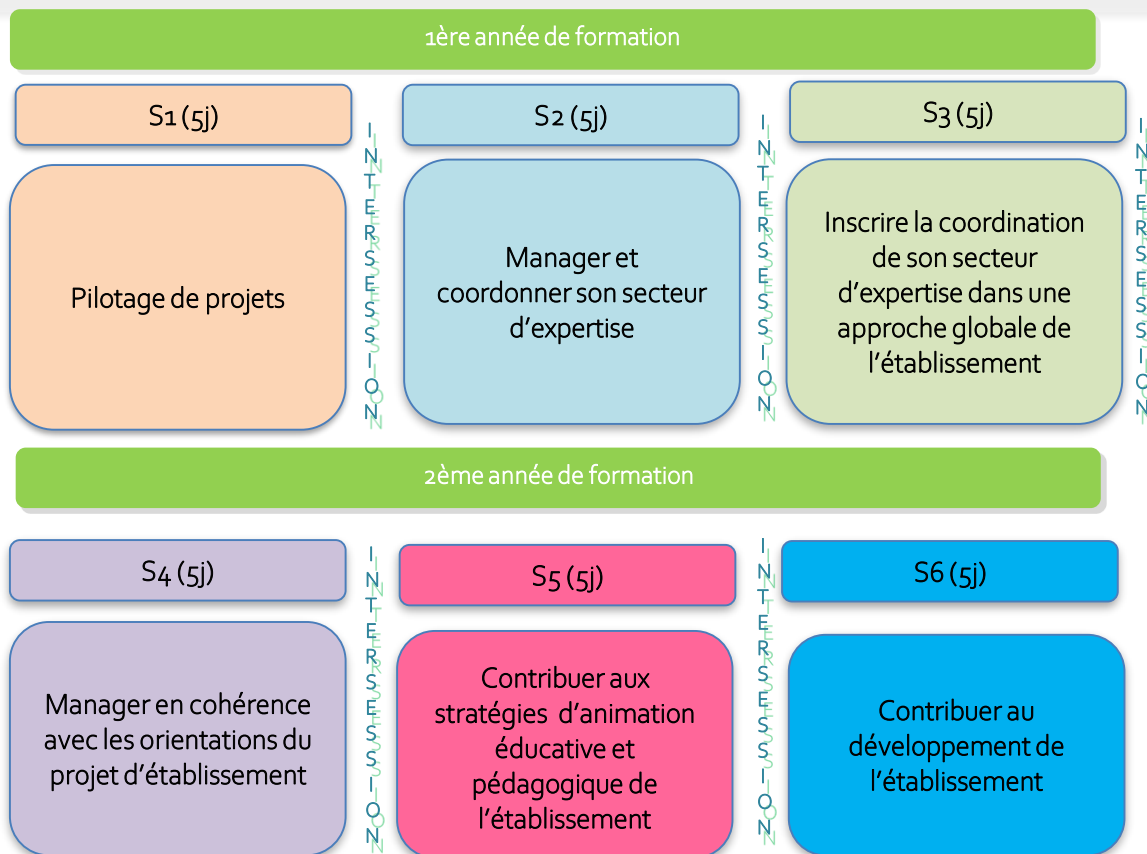 1ère année de formation
S1 (5j)
S2 (5j)
S3 (5j)
Pilotage de projets
INTERSESSION
Manager et
coordonner son secteur
d'expertise
INTERSESSION
Inscrire la coordination
de son secteur
d'expertise dans une
approche globale de
l'établissement
INTERSESSION
2ème année de formation
S4 (5j)
S5 (5j)
S6 (5j)
Manager en cohérence
avec les orientations du
projet d'établissement
INTERSESSION
Contribuer aux
stratégies d'animation
éducative et
pédagogique de
l'établissement
INTERSESSION
Contribuer au
développement de
l'établissement